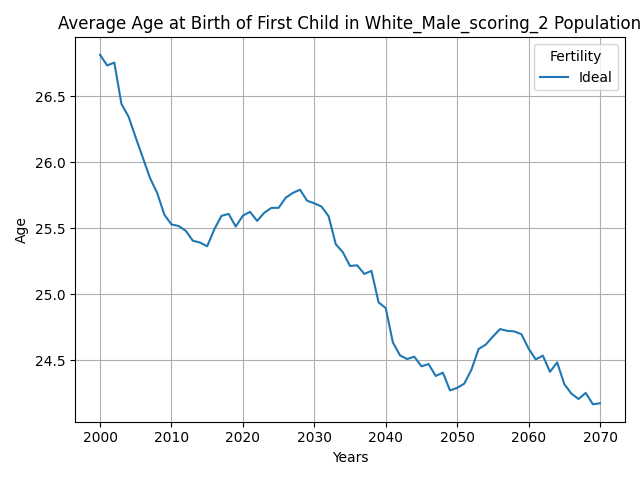 Average Age at Birth of First Child in White_Male_scoring_2 Population
Fertility
Ideal
26.5
26.0
25.5
25.0
24.5
Age
2000 2010 2020 2030 2040 2050 2060 2070
Years